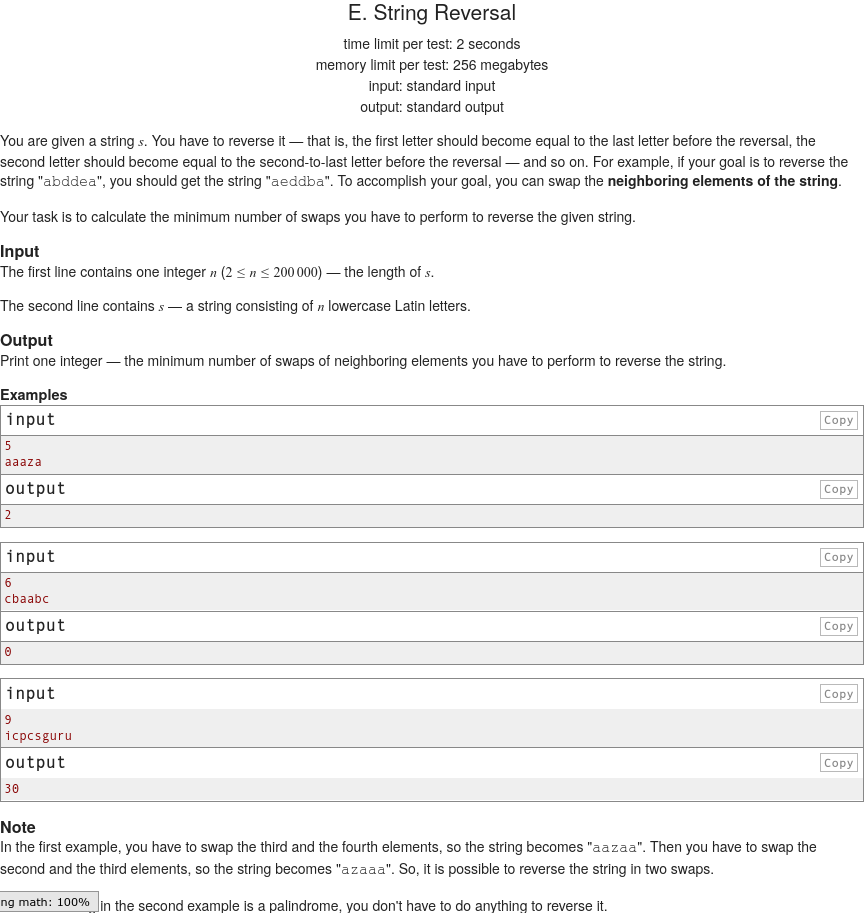 E. String Reversal
time limit per test: 2 seconds
memory limit per test: 256 megabytes
input: standard input
output: standard output
You are given a string s. You have to reverse it — that is, the first letter should become equal to the last letter before the reversal, the
second letter should become equal to the second-to-last letter before the reversal — and so on. For example, if your goal is to reverse the
string "abddea", you should get the string "aeddba". To accomplish your goal, you can swap the neighboring elements of the string.
Your task is to calculate the minimum number of swaps you have to perform to reverse the given string.
Input
The first line contains one integer n (2 ≤ n ≤ 200 000) — the length of s.
The second line contains s — a string consisting of n lowercase Latin letters.
Output
Print one integer — the minimum number of swaps of neighboring elements you have to perform to reverse the string.
Examples
input Copy
5
aaaza
output Copy
2
input Copy
6
cbaabc
output Copy
0
input Copy
9
icpcsguru
output Copy
30
Note
In the first example, you have to swap the third and the fourth elements, so the string becomes "aazaa". Then you have to swap the
second and the third elements, so the string becomes "azaaa". So, it is possible to reverse the string in two swaps.
ng math: 100% in the second example is a palindrome, you don't have to do anything to reverse it.